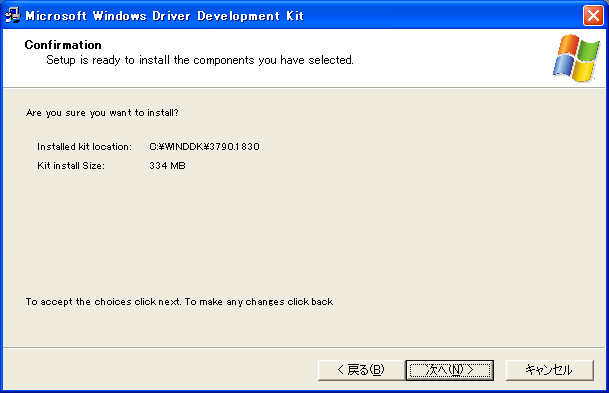 Microsoft Windows Driver Development Kit
Confirmation
Setup is ready to install the components you have selected.
Are you sure you want to install?
Installed kit location: C:¥WINDDK¥3790.1830
Kit install Size: 334 MB
To accept the choices click next. To make any changes click back
< 戻る(B) 次へ(N) > キャンセル